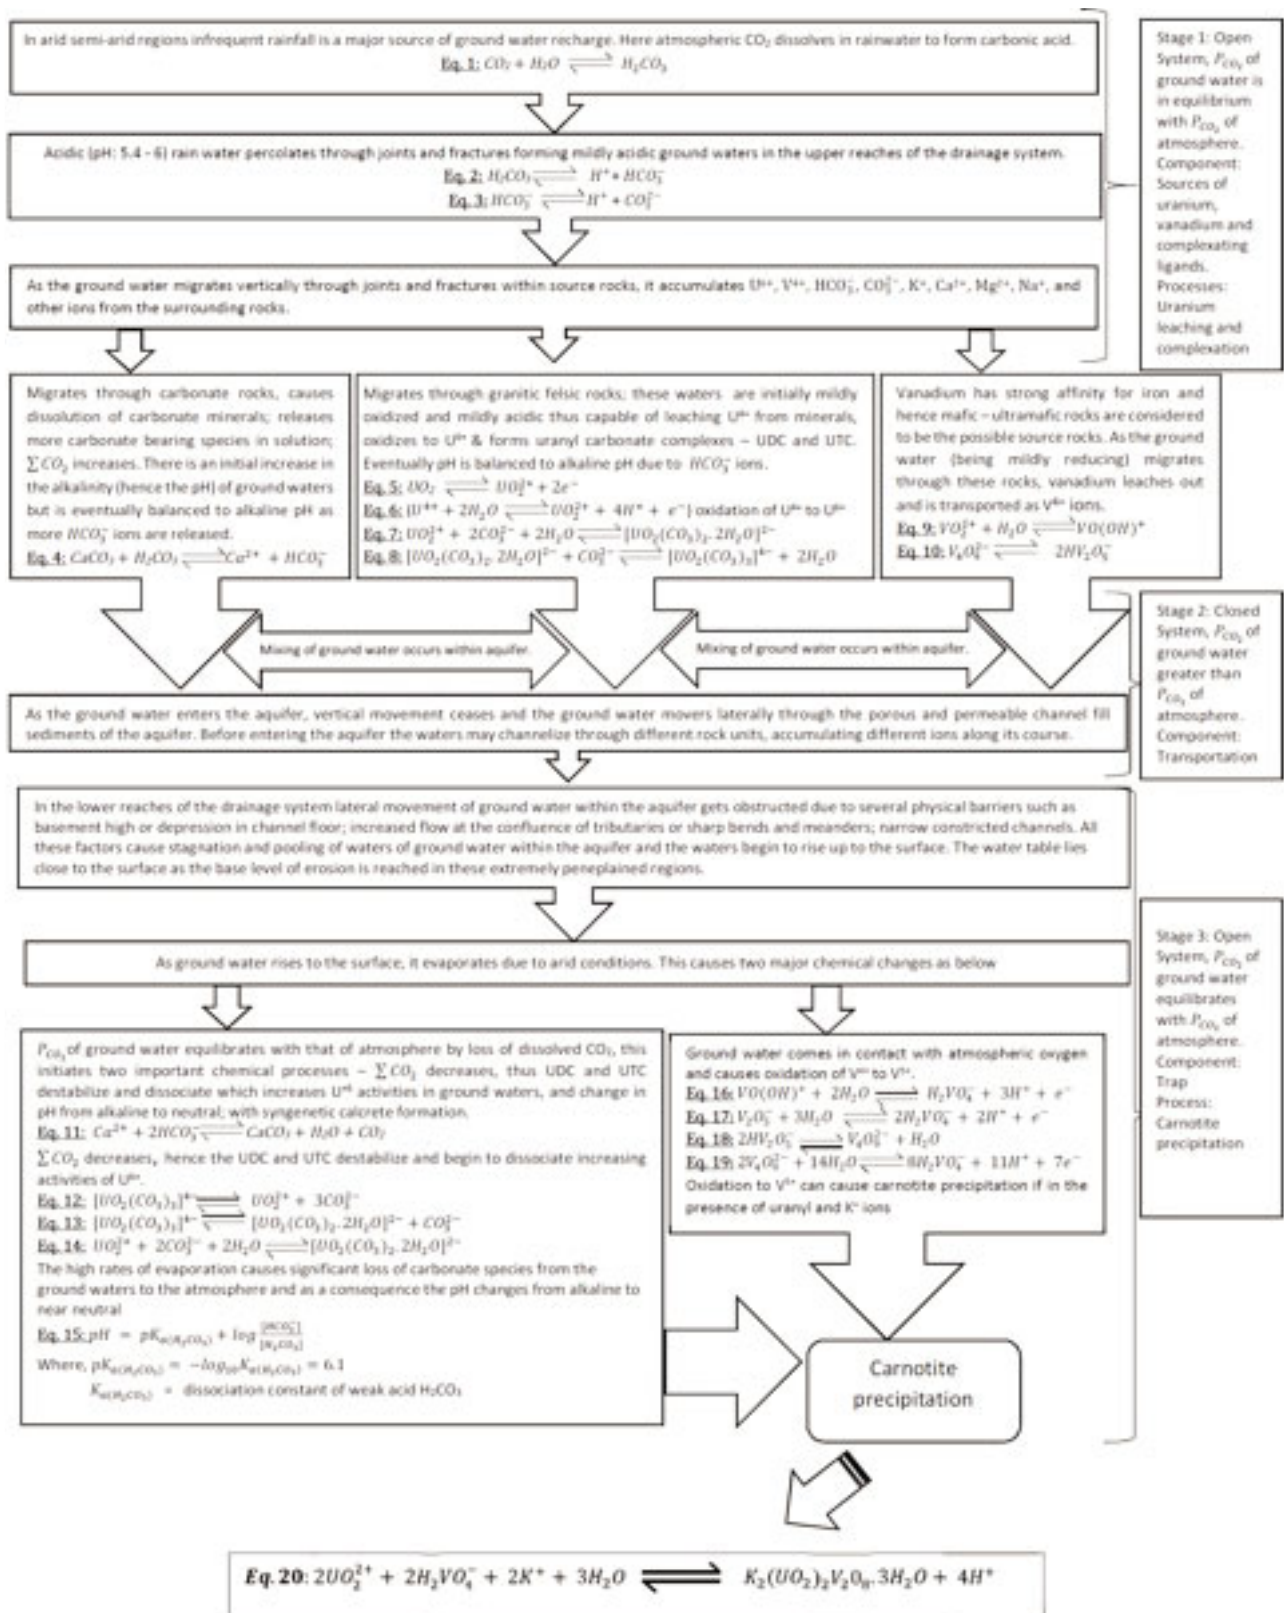 In arid semi-arid regions infrequent rainfall is a major source of ground water recharge. Here atmospheric CO₂ dissolves in rainwater to form carbonic acid.
Eq. 1: CO₂ + H₂O ⇌ H₂CO₃
Stage 1: Open
System, P_CO₂ of
ground water is
in equilibrium
with P_CO₂ of
atmosphere.
Component:
Sources of
uranium,
vanadium and
complexating
ligands.
Processes:
Uranium
leaching and
complexation
Acidic (pH: 5.4 - 6) rain water percolates through joints and fractures forming mildly acidic ground waters in the upper reaches of the drainage system.
Eq. 2: H₂CO₃ ⇌ H⁺ + HCO₃⁻
Eq. 3: HCO₃⁻ ⇌ H⁺ + CO₃²⁻
As the ground water migrates vertically through joints and fractures within source rocks, it accumulates U⁴⁺, V⁴⁺, HCO₃⁻, CO₃²⁻, K⁺, Ca²⁺, Mg²⁺, Na⁺, and
other ions from the surrounding rocks.
Migrates through carbonate rocks, causes
dissolution of carbonate minerals; releases
more carbonate bearing species in solution;
∑CO₂ increases. There is an initial increase in
the alkalinity (hence the pH) of ground waters
but is eventually balanced to alkaline pH as
more HCO₃⁻ ions are released.
Eq. 4: CaCO₃ + H₂CO₃ ⇌ Ca²⁺ + HCO₃⁻
Migrates through granitic felsic rocks; these waters are initially mildly
oxidized and mildly acidic thus capable of leaching U⁴⁺ from minerals,
oxidizes to U⁶⁺ & forms uranyl carbonate complexes – UDC and UTC.
Eventually pH is balanced to alkaline pH due to HCO₃⁻ ions.
Eq. 5: UO₂ ⇌ UO₂²⁺ + 2e⁻
Eq. 6: [U⁴⁺ + 2H₂O ⇌ UO₂²⁺ + 4H⁺ + e⁻] oxidation of U⁴⁺ to U⁶⁺
Eq. 7: UO₂²⁺ + 2CO₃²⁻ + 2H₂O ⇌ [UO₂(CO₃)₂.2H₂O]²⁻
Eq. 8: [UO₂(CO₃)₂.2H₂O]²⁻ + CO₃²⁻ ⇌ [UO₂(CO₃)₃]⁴⁻ + 2H₂O
Vanadium has strong affinity for iron and
hence mafic – ultramafic rocks are considered
to be the possible source rocks. As the ground
water (being mildly reducing) migrates
through these rocks, vanadium leaches out
and is transported as V⁴⁺ ions.
Eq. 9: + H₂O ⇌ VO(OH)⁺
Eq. 10: ⇌ 2HV₂O₅⁻
Mixing of ground water occurs within aquifer.
Mixing of ground water occurs within aquifer.
Stage 2: Closed
System, P_CO₂ of
ground water
greater than
P_CO₂ of
atmosphere.
Component:
Transportation
As the ground water enters the aquifer, vertical movement ceases and the ground water movers laterally through the porous and permeable channel fill
sediments of the aquifer. Before entering the aquifer the waters may channelize through different rock units, accumulating different ions along its course.
In the lower reaches of the drainage system lateral movement of ground water within the aquifer gets obstructed due to several physical barriers such as
basement high or depression in channel floor; increased flow at the confluence of tributaries or sharp bends and meanders; narrow constricted channels. All
these factors cause stagnation and pooling of waters of ground water within the aquifer and the waters begin to rise up to the surface. The water table lies
close to the surface as the base level of erosion is reached in these extremely peneplained regions.
As ground water rises to the surface, it evaporates due to arid conditions. This causes two major chemical changes as below
Stage 3: Open
System, P_CO₂ of
ground water
equilibrates
with P_CO₂ of
atmosphere.
Component:
Trap
Process:
Carnotite
precipitation
P_CO₂ of ground water equilibrates with that of atmosphere by loss of dissolved CO₂, this
initiates two important chemical processes – ∑CO₂ decreases, thus UDC and UTC
destabilize and dissociate which increases U⁺⁶ activities in ground waters, and change in
pH from alkaline to neutral; with syngenetic calcrete formation.
Eq. 11: Ca²⁺ + 2HCO₃⁻ ⇌ CaCO₃ + H₂O + CO₂
∑CO₂ decreases, hence the UDC and UTC destabilize and begin to dissociate increasing
activities of U⁶⁺.
Eq. 12: [UO₂(CO₃)₃]⁴⁻ ⇌ UO₂²⁺ + 3CO₃²⁻
Eq. 13: [UO₂(CO₃)₃]⁴⁻ ⇌ [UO₂(CO₃)₂.2H₂O]²⁻ + CO₃²⁻
Eq. 14: UO₂²⁺ + 2CO₃²⁻ + 2H₂O ⇌ [UO₂(CO₃)₂.2H₂O]²⁻
The high rates of evaporation causes significant loss of carbonate species from the
ground waters to the atmosphere and as a consequence the pH changes from alkaline to
near neutral
Eq. 15: pH = pK_a(H₂CO₃) + log [HCO₃⁻]/[H₂CO₃]
Where, pK_a(H₂CO₃) = −log₁₀K_a(H₂CO₃) = 6.1
K_a(H₂CO₃) = dissociation constant of weak acid H₂CO₃
Ground water comes in contact with atmospheric oxygen
and causes oxidation of V⁴⁺ to V⁵⁺.
Eq. 16: VO(OH)⁺ + 2H₂O ⇌ H₂VO₄⁻ + 3H⁺ + e⁻
Eq. 17: V₂O₅⁻ + 3H₂O ⇌ 2H₂VO₄⁻ + 2H⁺ + e⁻
Eq. 18: 2HV₂O₅⁻ ⇌ V₄O₉²⁻ + H₂O
Eq. 19: 2V₄O₉²⁻ + 14H₂O ⇌ 8H₂VO₄⁻ + 11H⁺ + 7e⁻
Oxidation to V⁵⁺ can cause carnotite precipitation if in the
presence of uranyl and K⁺ ions
Carnotite
precipitation
Eq. 20: 2UO₂²⁺ + 2H₂VO₄⁻ + 2K⁺ + 3H₂O ⇌ K₂(UO₂)₂V₂O₈.3H₂O + 4H⁺